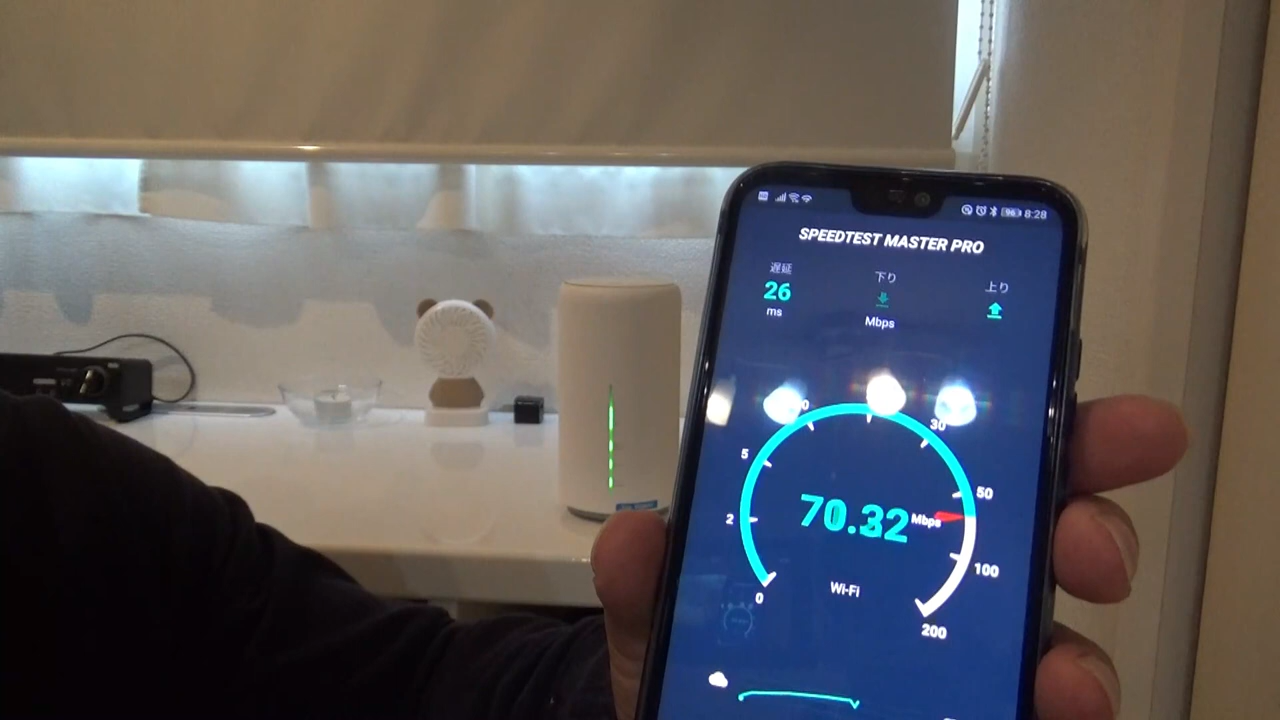 96 8:28
SPEEDTEST MASTER PRO
遅延
26
ms
下り
Mbps
上り
30
5
50
2
70.32 Mbps
100
Wi-Fi
0
200